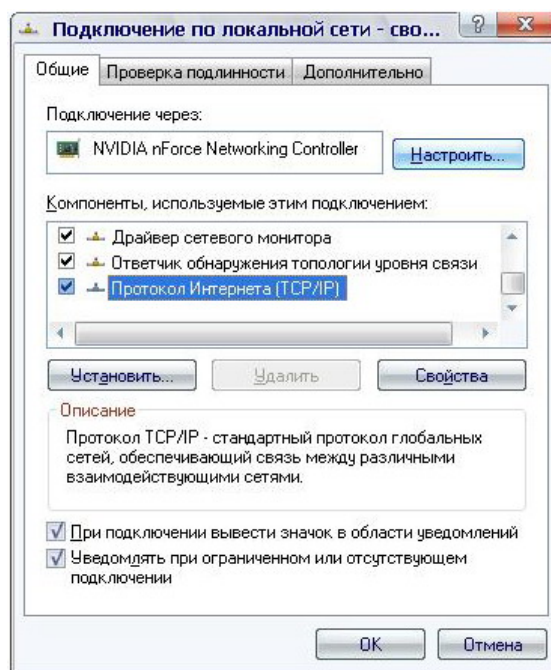 Подключение по локальной сети - сво...
Общие
Проверка подлинности
Дополнительно
Подключение через:
NVIDIA nForce Networking Controller
Настроить...
Компоненты, используемые этим подключением:
Драйвер сетевого монитора
Ответчик обнаружения топологии уровня связи
Протокол Интернета (TCP/IP)
Установить...
Удалить
Свойства
Описание
Протокол TCP/IP - стандартный протокол глобальных
сетей, обеспечивающий связь между различными
взаимодействующими сетями.
При подключении вывести значок в области уведомлений
Уведомлять при ограниченном или отсутствующем
подключении
OK
Отмена